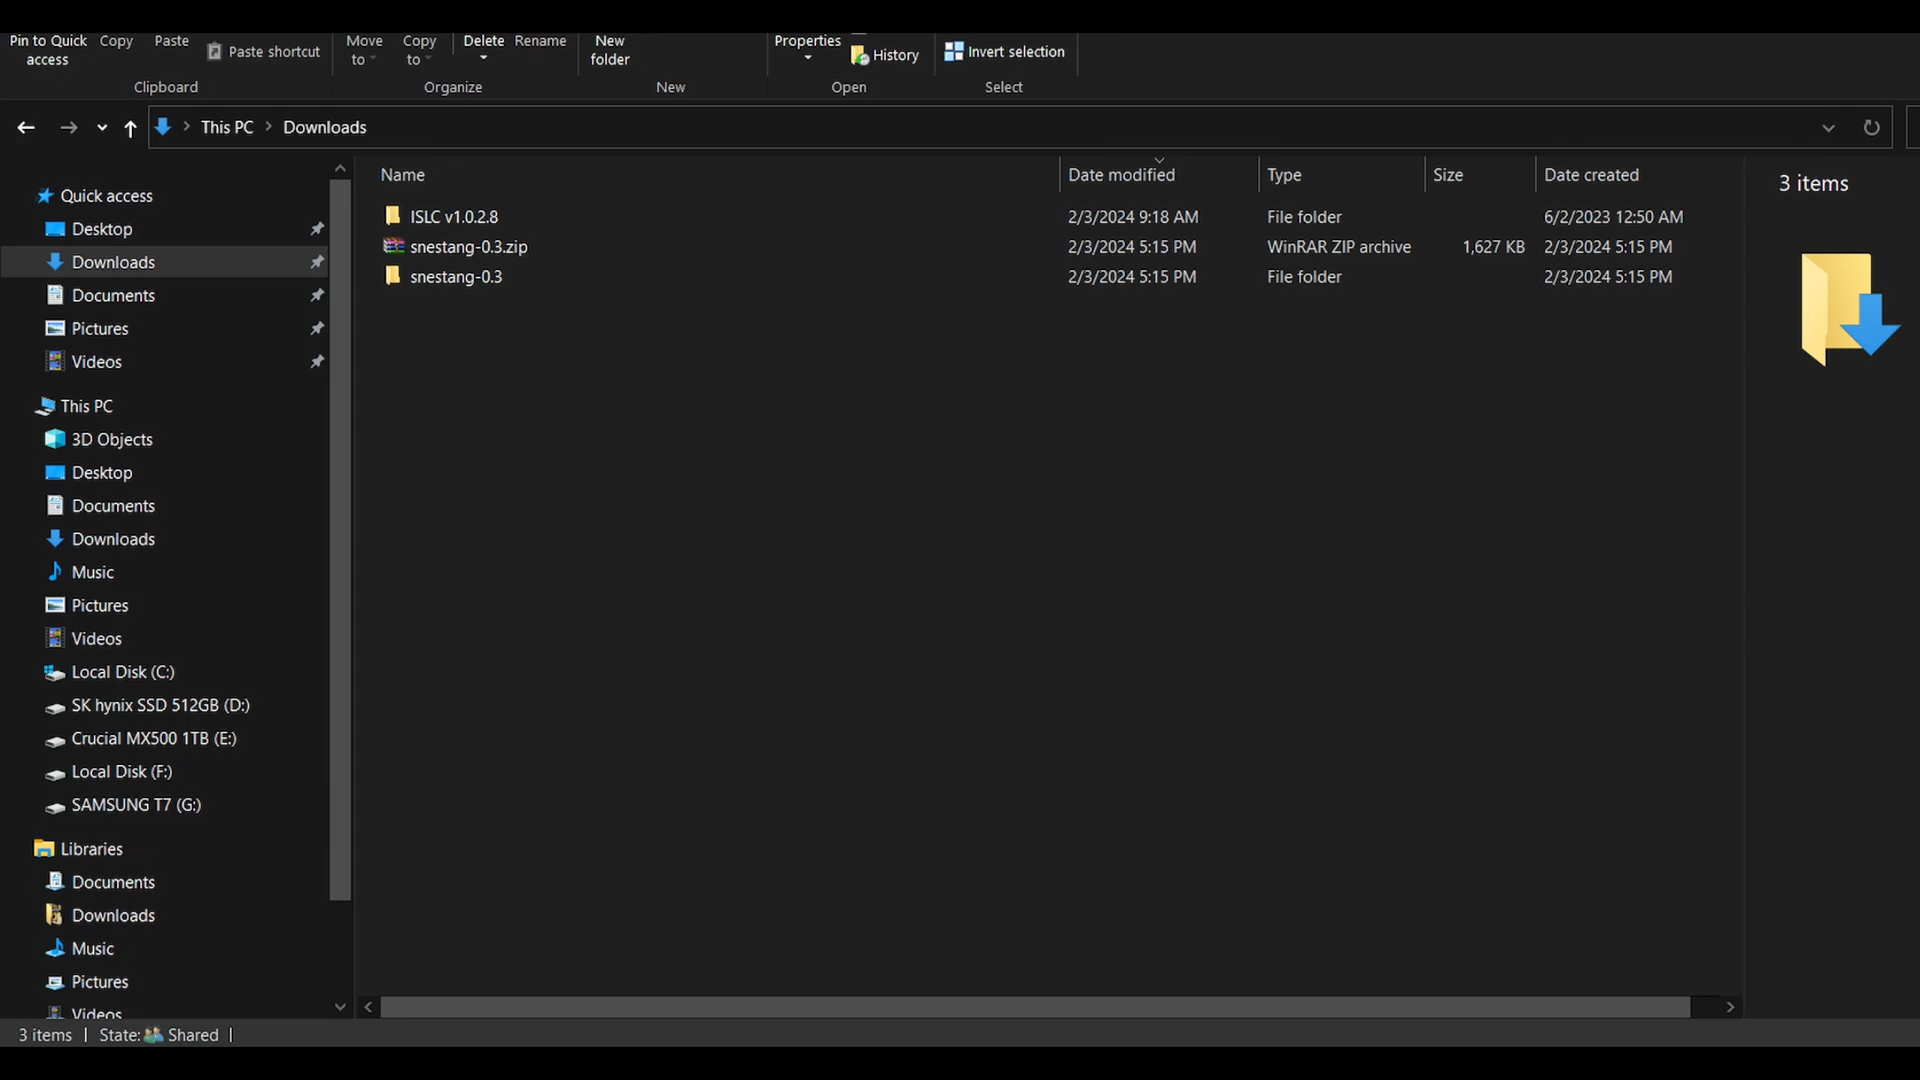 Pin to Quick access Copy Paste Paste shortcut Move to Copy to Delete Rename New folder Properties History Invert selection
Clipboard Organize New Open Select
This PC Downloads
Name Date modified Type Size Date created
3 items
Quick access
Desktop
Downloads
Documents
Pictures
Videos
This PC
3D Objects
Desktop
Documents
Downloads
Music
Pictures
Videos
Local Disk (C:)
SK hynix SSD 512GB (D:)
Crucial MX500 1TB (E:)
Local Disk (F:)
SAMSUNG T7 (G:)
Libraries
Documents
Downloads
Music
Pictures
Videos
ISLC v1.0.2.8 2/3/2024 9:18 AM File folder 6/2/2023 12:50 AM
snestang-0.3.zip 2/3/2024 5:15 PM WinRAR ZIP archive 1,627 KB 2/3/2024 5:15 PM
snestang-0.3 2/3/2024 5:15 PM File folder 2/3/2024 5:15 PM
3 items State: Shared